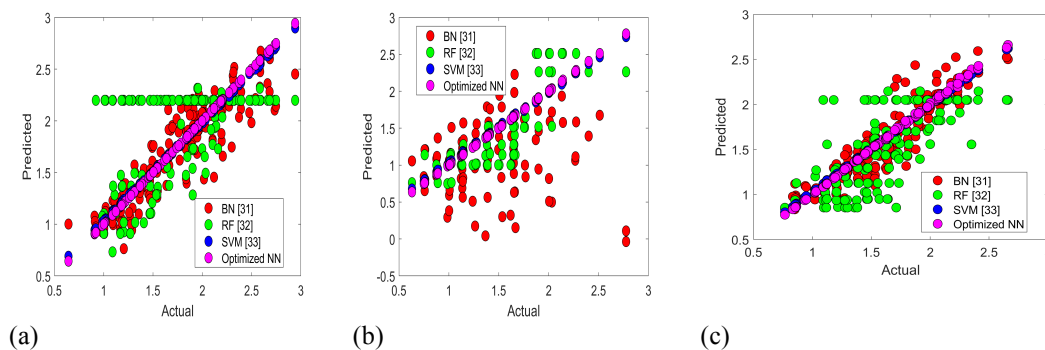 3
2.5
2
1.5
1
0.5
0.5 1 1.5 2 2.5 3
Predicted
Actual
BN [31]
RF [32]
SVM [33]
Optimized NN
(a)
3
2.5
2
1.5
1
0.5
0
-0.5
0.5 1 1.5 2 2.5 3
Predicted
Actual
BN [31]
RF [32]
SVM [33]
Optimized NN
(b)
3
2.5
2
1.5
1
0.5
0.5 1 1.5 2 2.5 3
Predicted
Actual
BN [31]
RF [32]
SVM [33]
Optimized NN
(c)